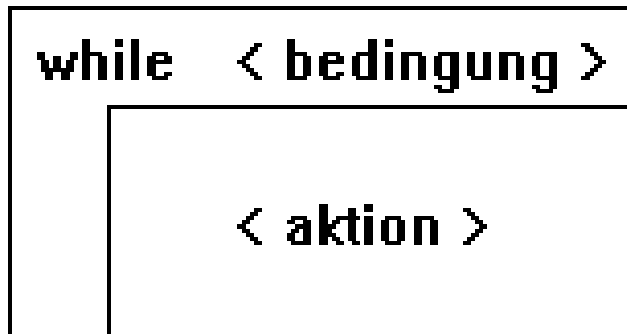 while < bedingung >
< aktion >